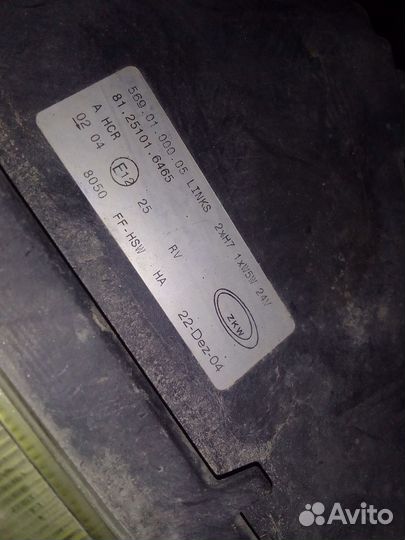 569.01.000.05 LINKS 2xH7 1xW5W 24V
81.25101.6465
A HCR E12 25 RV ZKW
02 04
8050 FF-HSW HA 22-Dez-04
Avito